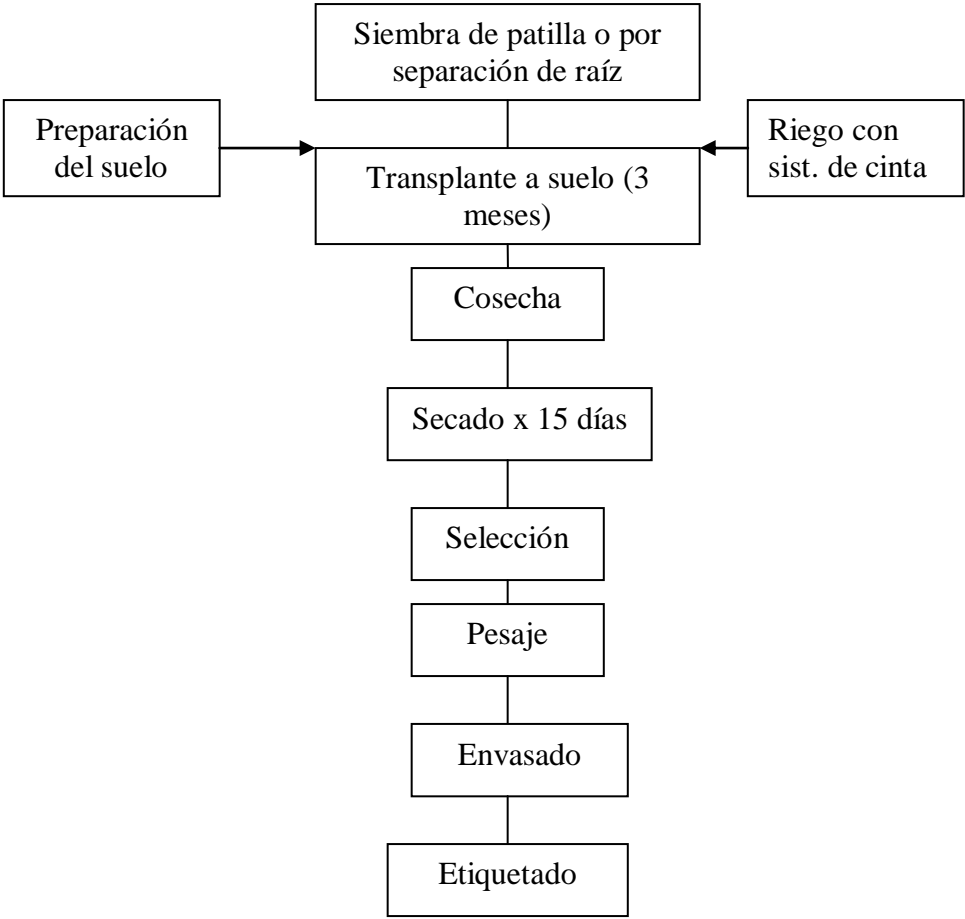 Siembra de patilla o por
separación de raíz
Preparación
del suelo
Riego con
sist. de cinta
Transplante a suelo (3
meses)
Cosecha
Secado x 15 días
Selección
Pesaje
Envasado
Etiquetado